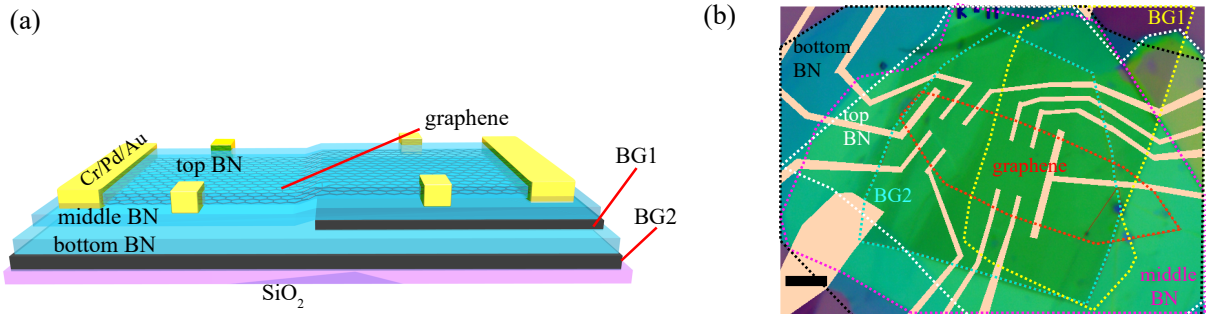 (a)
graphene
Cr/Pd/Au
top BN
BG1
middle BN
BG2
bottom BN
SiO2
(b)
BG1
bottom
BN
top
BN
graphene
BG2
middle
BN